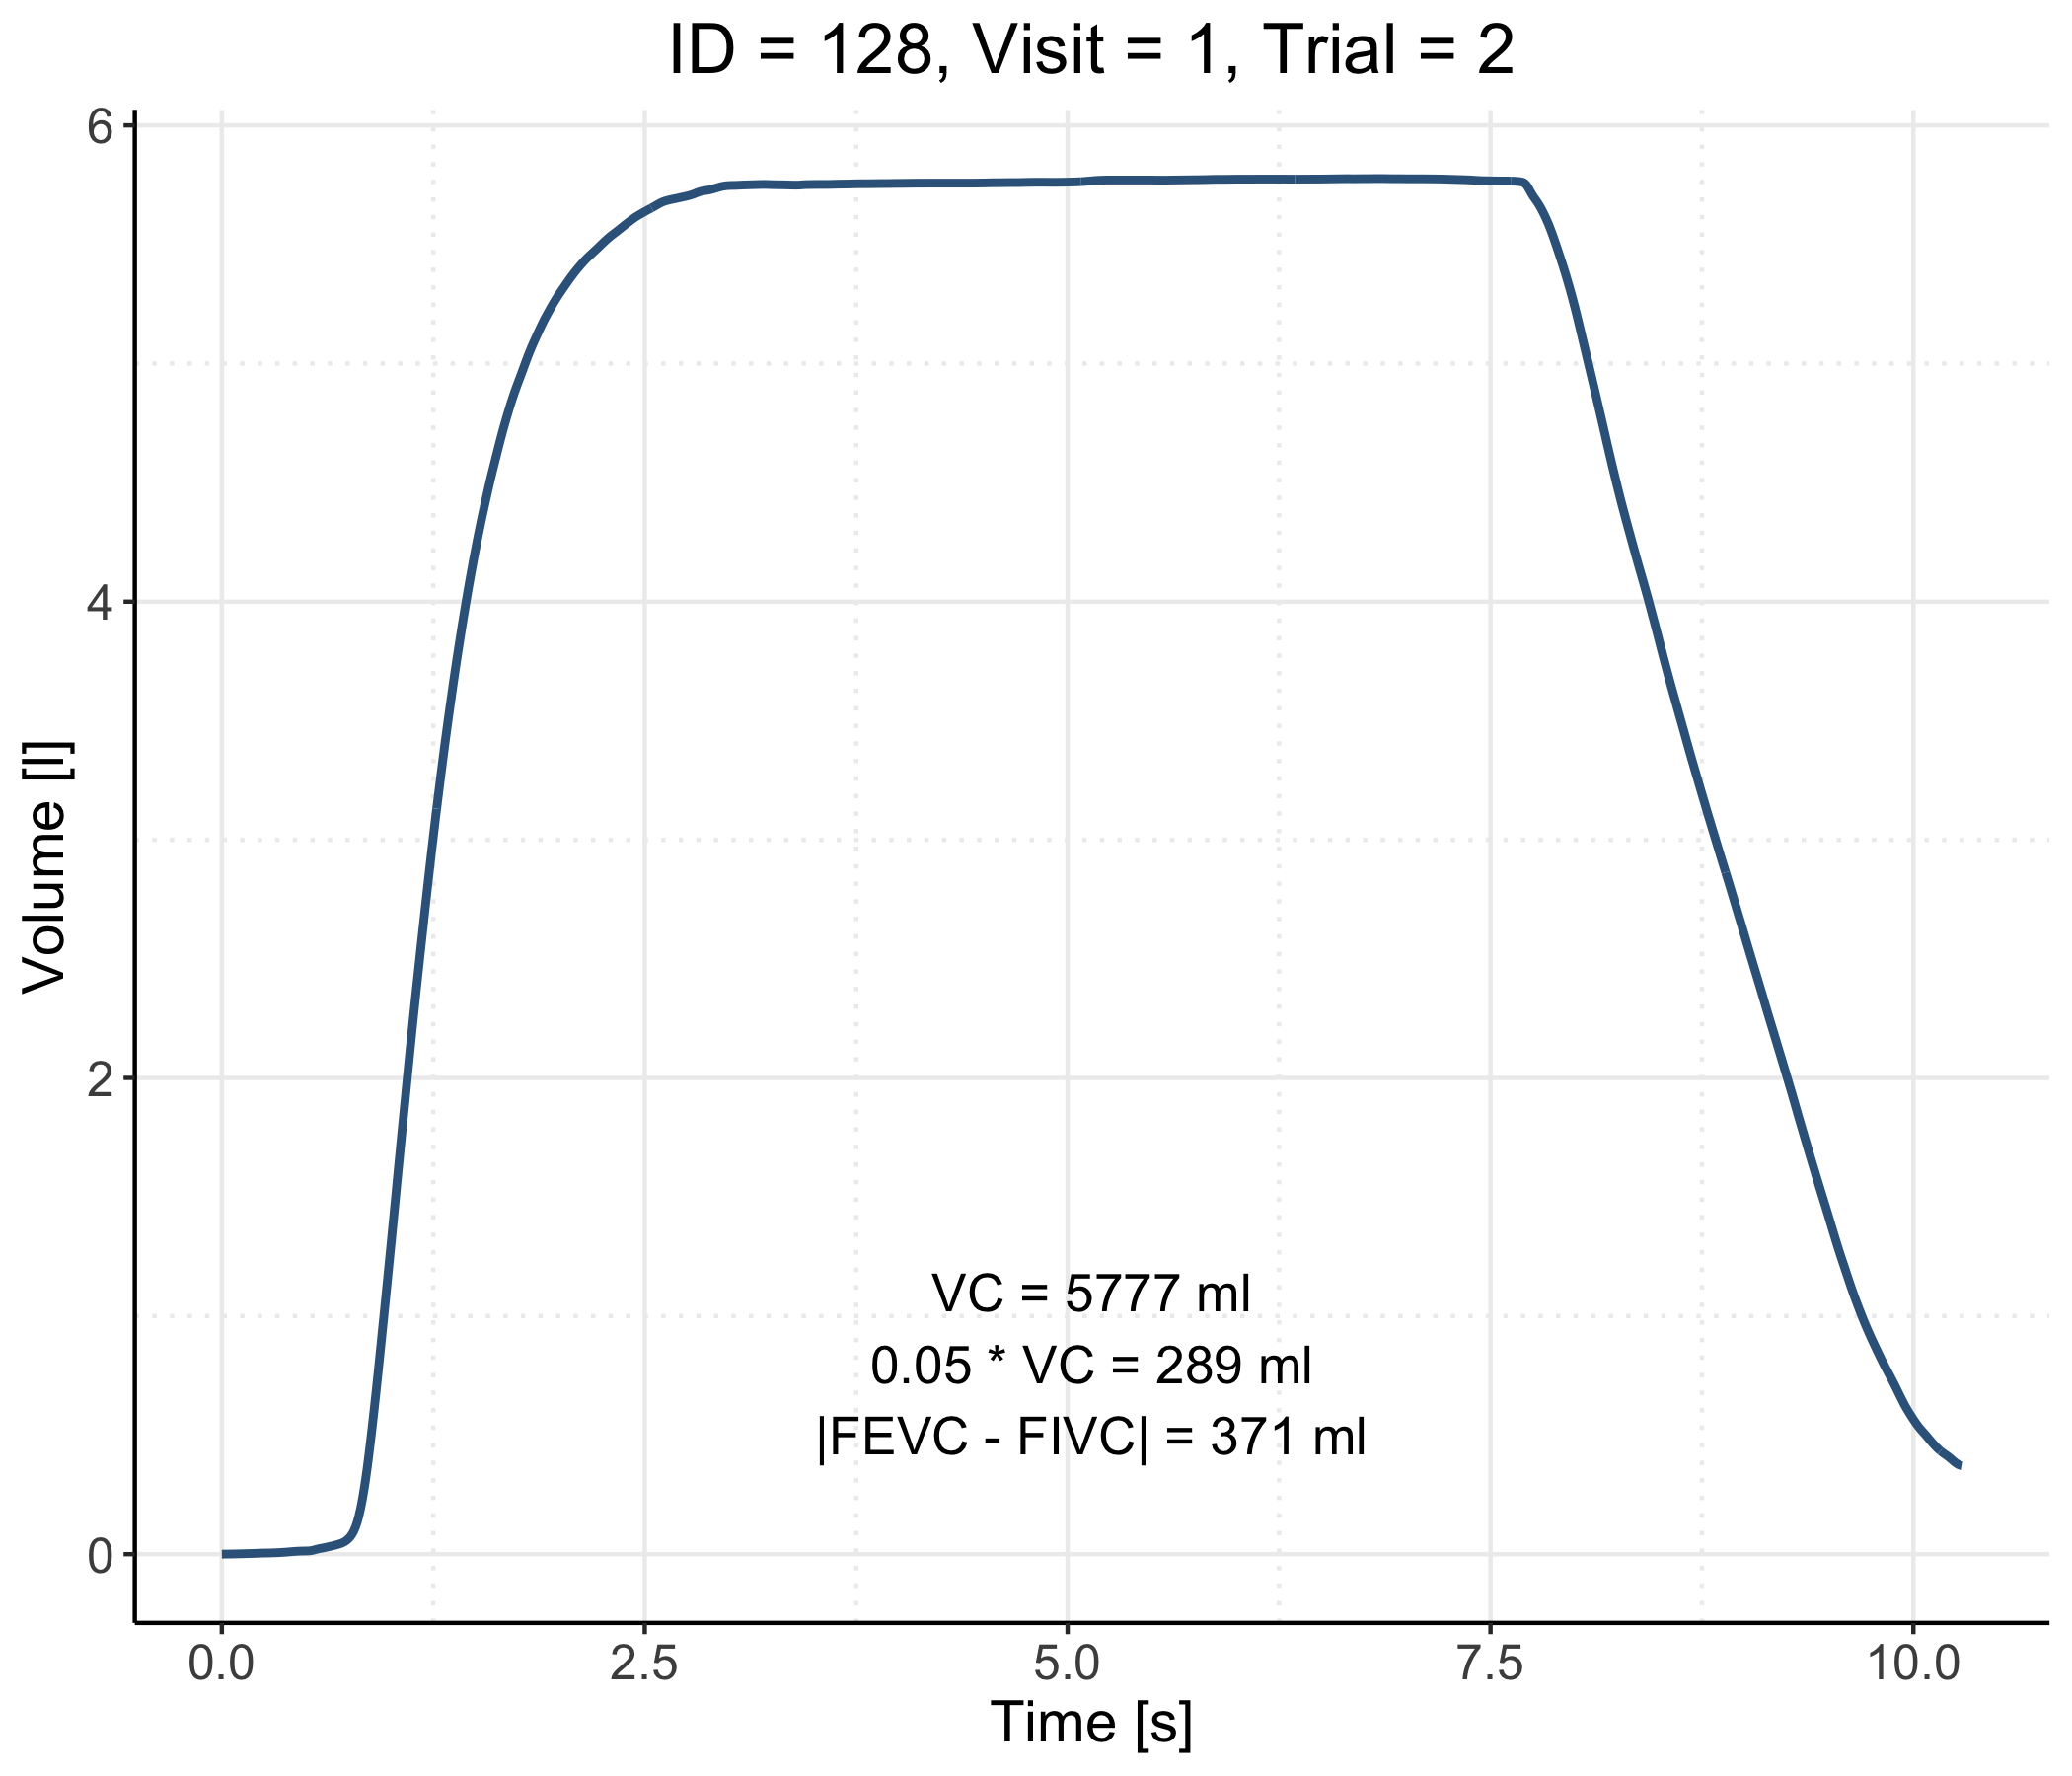 ID = 128, Visit = 1, Trial = 2
6
4
2
0
Volume [l]
VC = 5777 ml
0.05 * VC = 289 ml
|FEVC - FIVC| = 371 ml
0.0 2.5 5.0 7.5 10.0
Time [s]